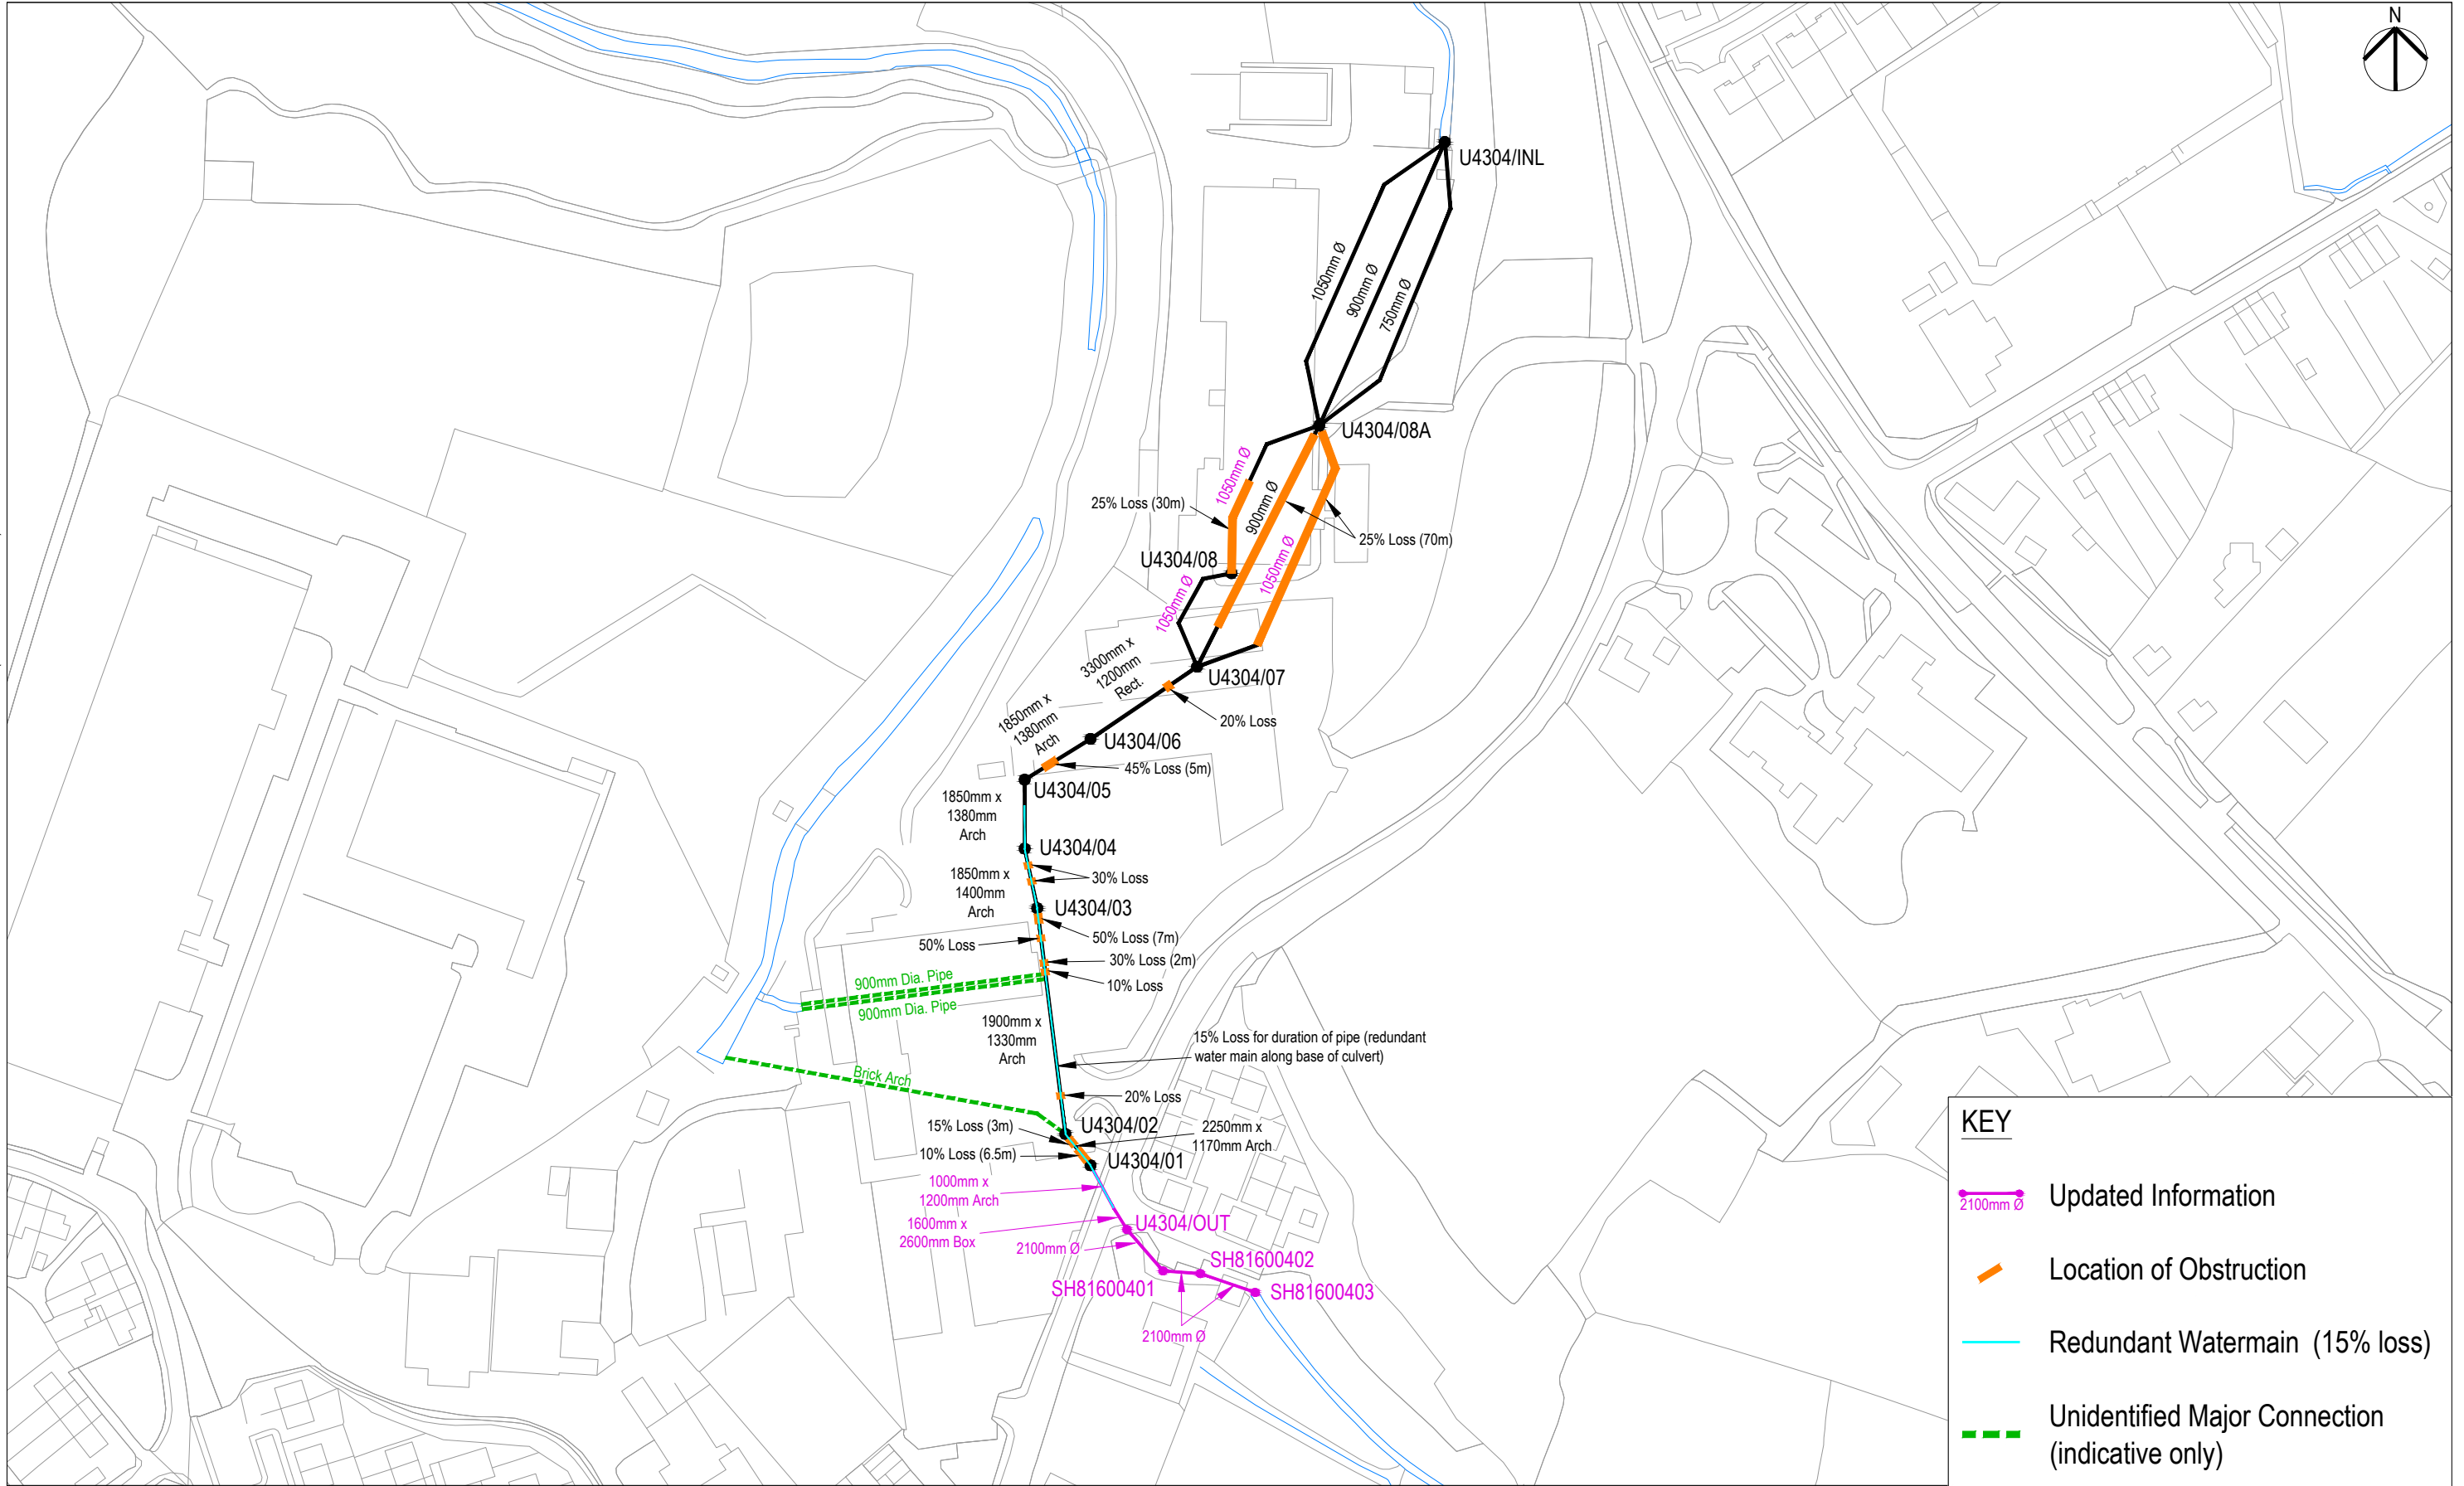 N
U4304/INL
1050mm Ø
900mm Ø
750mm Ø
U4304/08A
1050mm Ø
25% Loss (30m)
900mm Ø
25% Loss (70m)
1050mm Ø
U4304/08
1050mm Ø
3300mm x
1200mm
Rect.
U4304/07
20% Loss
1850mm x
1380mm
Arch
U4304/06
45% Loss (5m)
U4304/05
1850mm x
1380mm
Arch
U4304/04
1850mm x
1400mm
Arch
30% Loss
U4304/03
50% Loss (7m)
50% Loss
30% Loss (2m)
10% Loss
900mm Dia. Pipe
900mm Dia. Pipe
1900mm x
1330mm
Arch
15% Loss for duration of pipe (redundant
water main along base of culvert)
Brick Arch
20% Loss
U4304/02
15% Loss (3m)
2250mm x
1170mm Arch
10% Loss (6.5m)
U4304/01
1000mm x
1200mm Arch
1600mm x
2600mm Box
U4304/OUT
2100mm Ø
SH81600402
SH81600401
SH81600403
2100mm Ø
KEY
2100mm Ø
Updated Information
Location of Obstruction
Redundant Watermain (15% loss)
Unidentified Major Connection
(indicative only)